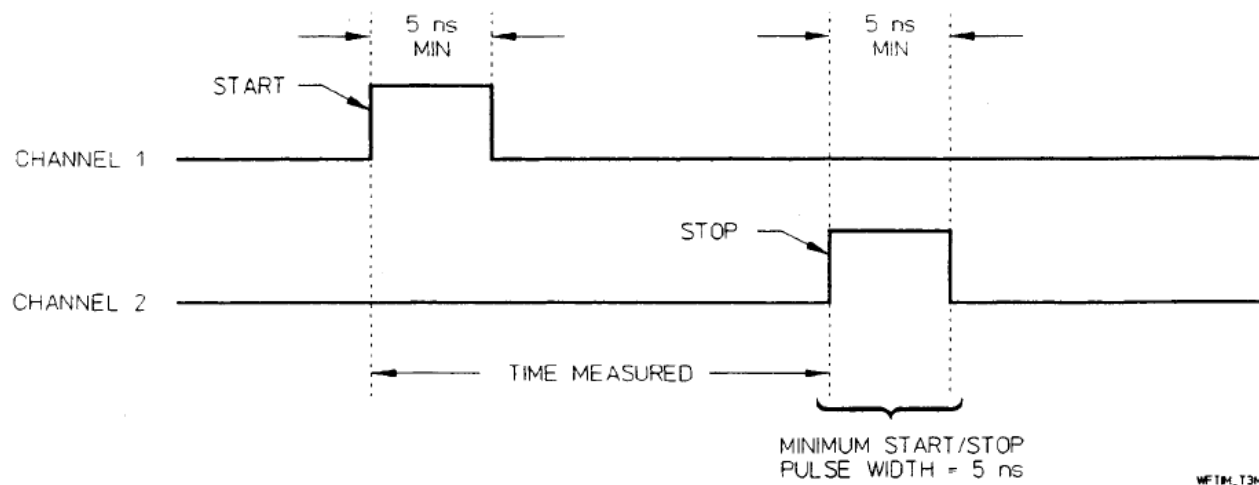 5 ns
MIN
5 ns
MIN
START
CHANNEL 1
STOP
CHANNEL 2
TIME MEASURED
MINIMUM START/STOP
PULSE WIDTH = 5 ns